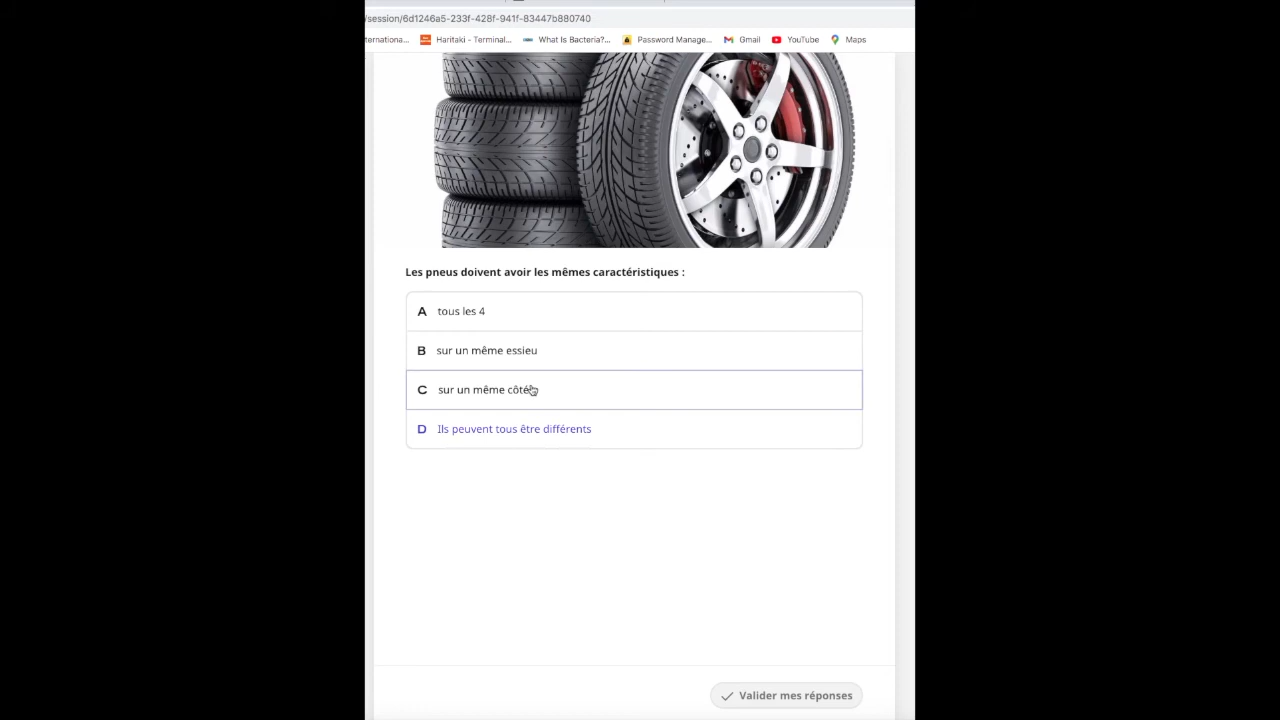 /session/6d1246a5-233f-428f-941f-83447b880740
ternationa... Haritaki - Terminal... What Is Bacteria?... Password Manage... Gmail YouTube Maps
Les pneus doivent avoir les mêmes caractéristiques :
A tous les 4
B sur un même essieu
C sur un même côté
D Ils peuvent tous être différents
Valider mes réponses